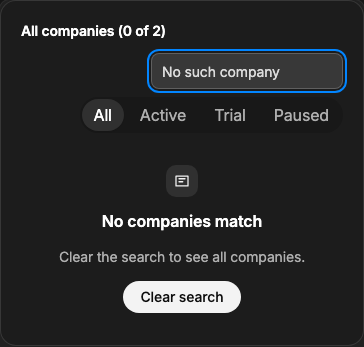 All companies (0 of 2)
No such company
All Active Trial Paused
No companies match
Clear the search to see all companies.
Clear search